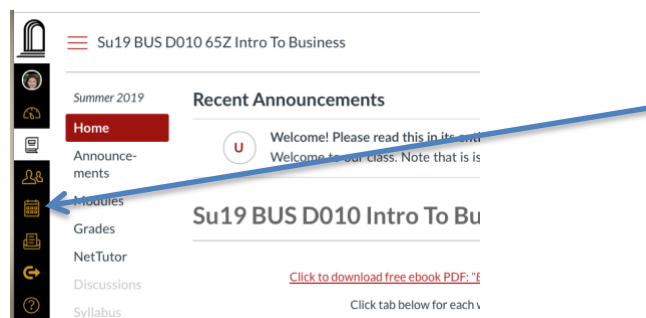 Su19 BUS D010 65Z Intro To Business
Summer 2019
Home
Announce-
ments
Modules
Grades
NetTutor
Discussions
Syllabus
Recent Announcements
U
Welcome! Please read this in its enti
Welcome to our class. Note that is is
Su19 BUS D010 Intro To Bu
Click to download free ebook PDF: "E
Click tab below for each